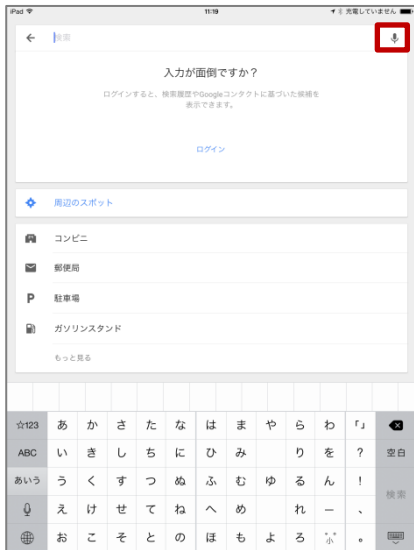 iPad 11:19 充電していません
検索
入力が面倒ですか？
ログインすると、検索履歴やGoogleコンタクトに基づいた候補を
表示できます。
ログイン
周辺のスポット
コンビニ
郵便局
P 駐車場
ガソリンスタンド
もっと見る
☆123 あ か さ た な は ま や ら わ 「」
ABC い き し ち に ひ み り を ? 空白
あいう う く す つ ぬ ふ む ゆ る ん !
え け せ て ね へ め れ ー 、
検索
お こ そ と の ほ も よ ろ ゛゜小 。